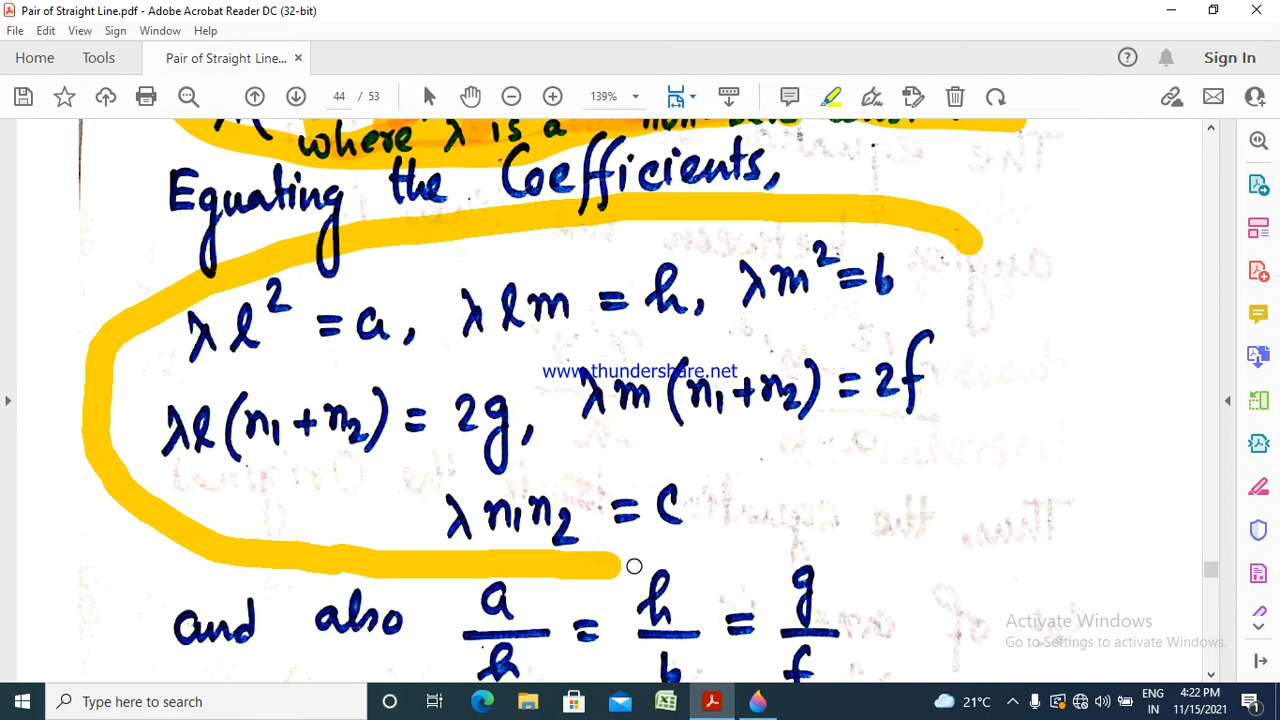 Pair of Straight Line.pdf - Adobe Acrobat Reader DC (32-bit)
File Edit View Sign Window Help
Home Tools Pair of Straight Line... × Sign In
44 / 53 139%
where λ is a
Equating the Coefficients,
λl² = a, λlm = h, λm² = b
www.thundershare.net
λl(n₁+n₂) = 2g, λm(n₁+n₂) = 2f
λn₁n₂ = c
and also a/h = h/b = g/f
Activate Windows
Go to Settings to activate Windows.
Type here to search
21°C ENG 4:22 PM
IN 11/15/2021